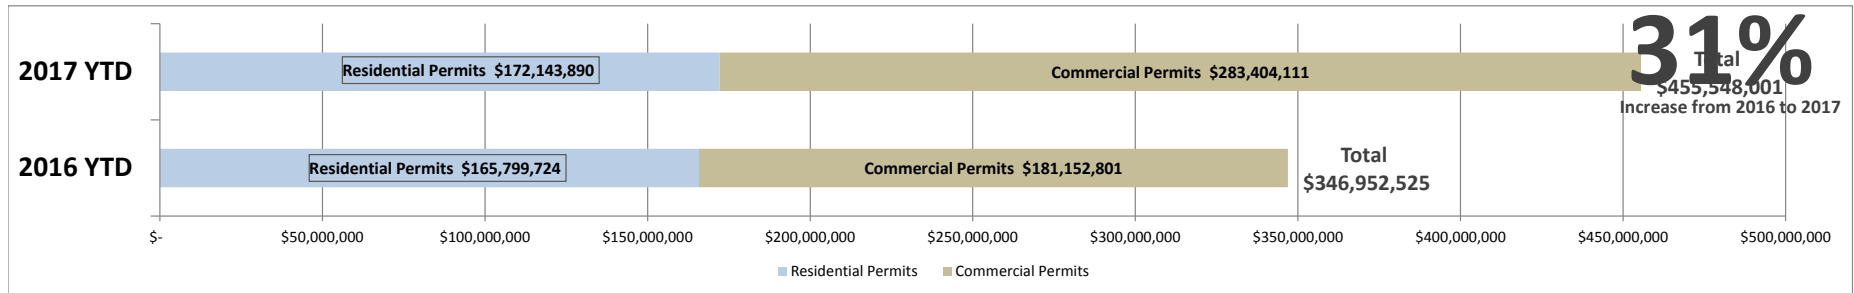 31%
2017 YTD
Residential Permits $172,143,890
Commercial Permits $283,404,111
Total
$455,548,001
Increase from 2016 to 2017
2016 YTD
Residential Permits $165,799,724
Commercial Permits $181,152,801
Total
$346,952,525
$-
$50,000,000
$100,000,000
$150,000,000
$200,000,000
$250,000,000
$300,000,000
$350,000,000
$400,000,000
$450,000,000
$500,000,000
Residential Permits
Commercial Permits